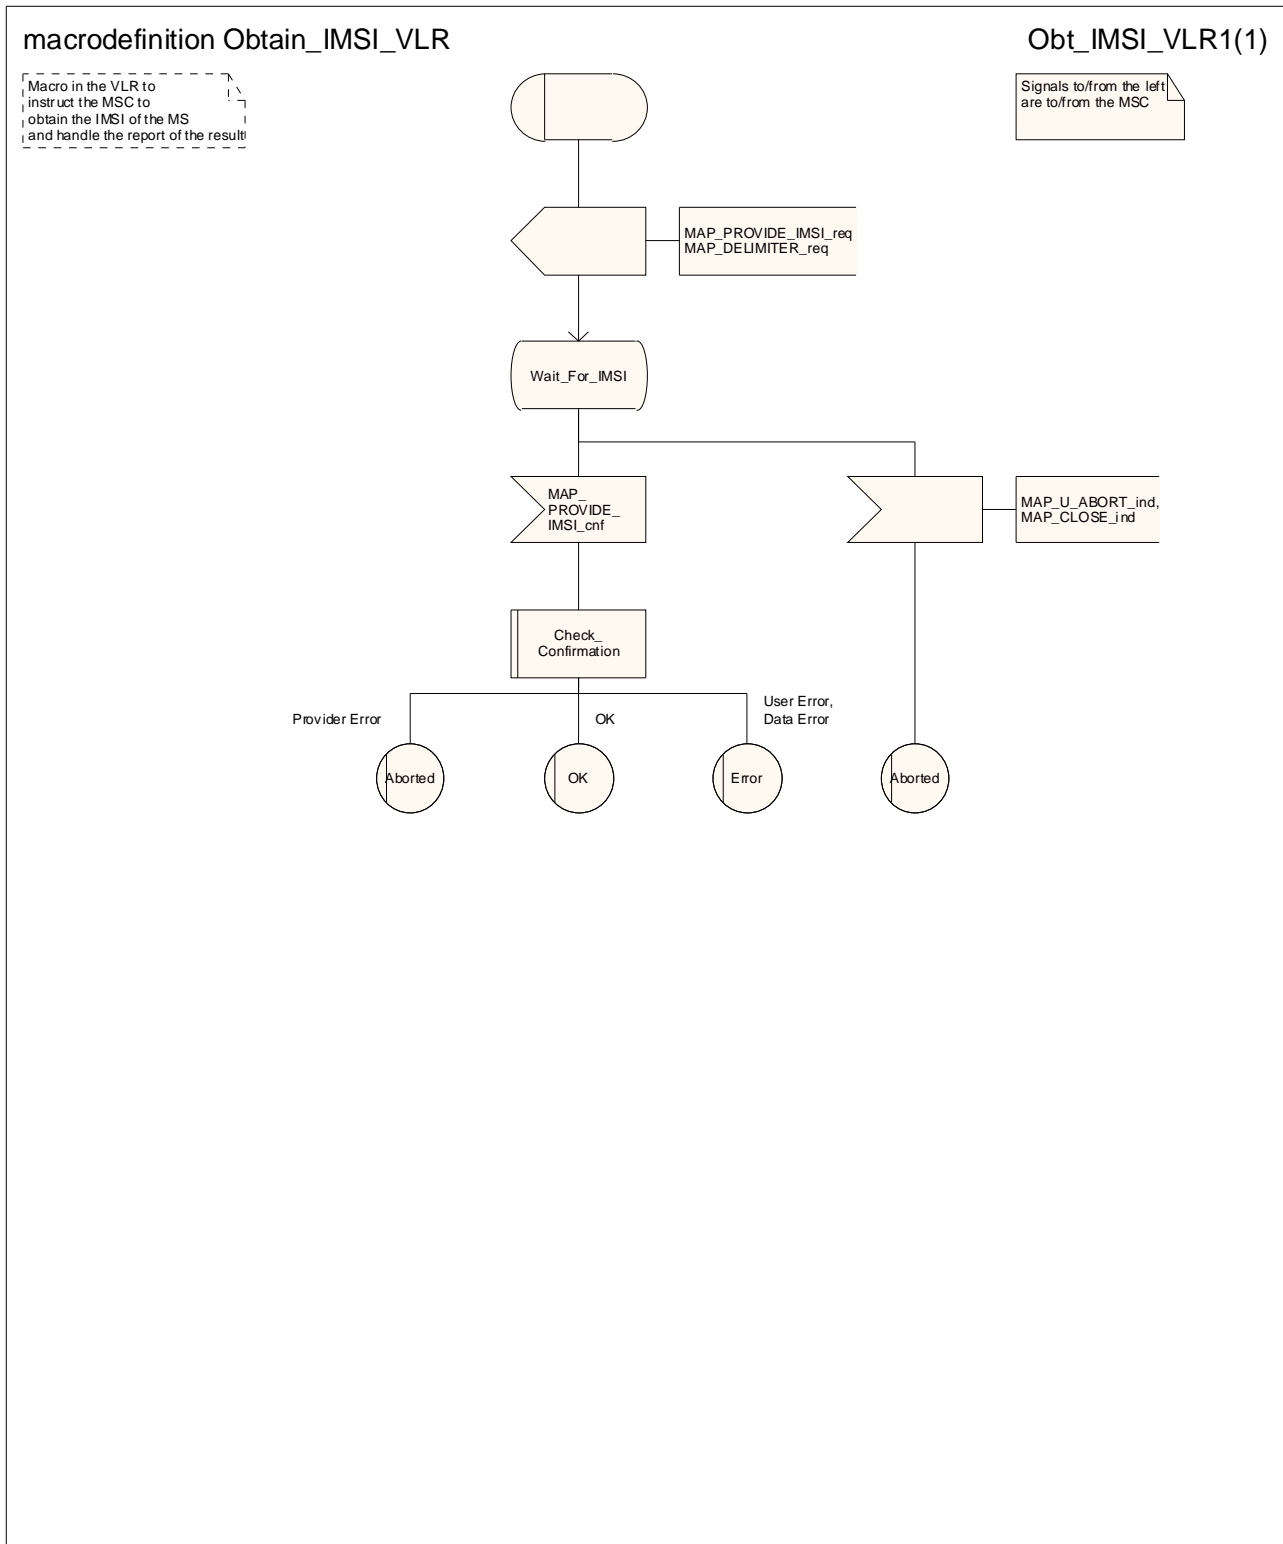 macrodefinition Obtain_IMSI_VLR
Obt_IMSI_VLR1(1)
Macro in the VLR to
instruct the MSC to
obtain the IMSI of the MS
and handle the report of the result
Signals to/from the left
are to/from the MSC
MAP_PROVIDE_IMSI_req
MAP_DELIMITER_req
Wait_For_IMSI
MAP_
PROVIDE_
IMSI_cnf
MAP_U_ABORT_ind,
MAP_CLOSE_ind
Check_
Confirmation
Provider Error
OK
User Error,
Data Error
Aborted
OK
Error
Aborted